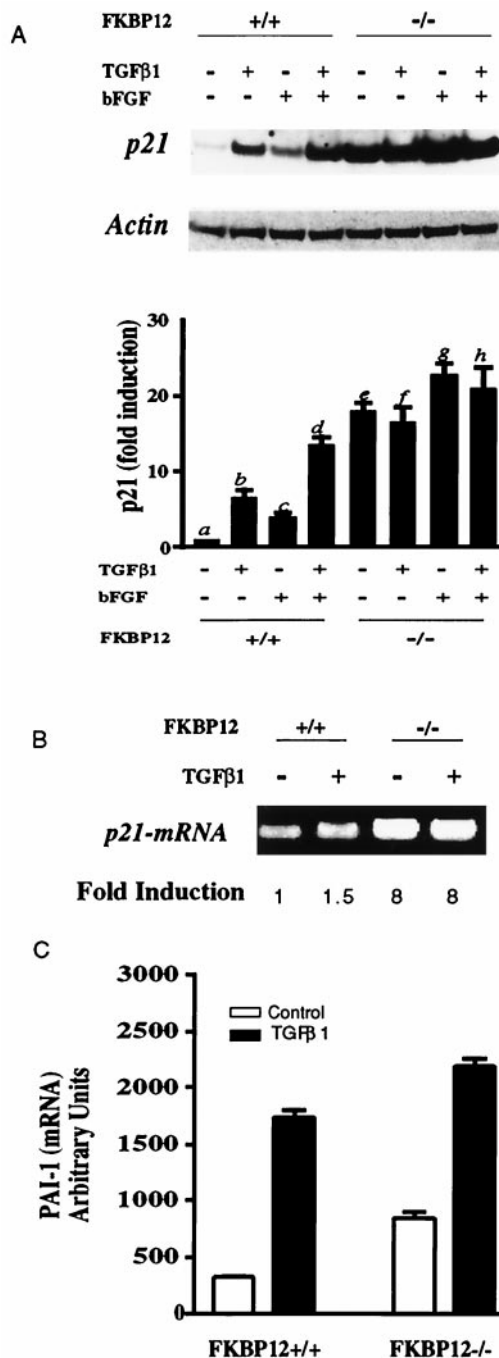 A
FKBP12 +/+ -/-
TGFβ1 - + - + - + - +
bFGF - - + + - - + +
p21
Actin
30
20
10
0
p21 (fold induction)
a b c d e f g h
TGFβ1 - + - + - + - +
bFGF - - + + - - + +
FKBP12 +/+ -/-
B
FKBP12 +/+ -/-
TGFβ1 - + - +
p21-mRNA
Fold Induction 1 1.5 8 8
C
3000
2500
2000
1500
1000
500
0
PAI-1 (mRNA)
Arbitrary Units
Control
TGFβ 1
FKBP12+/+ FKBP12-/-